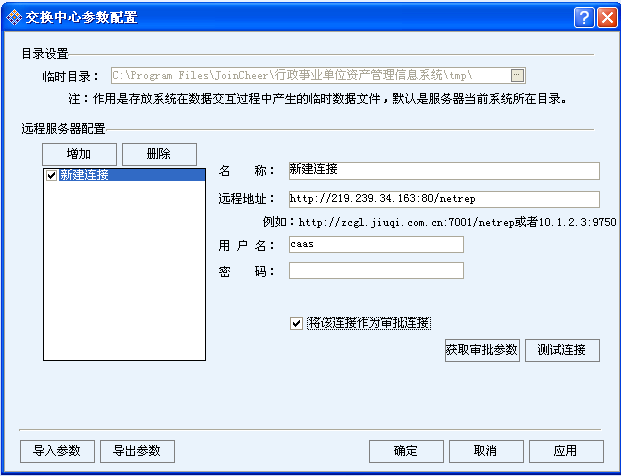 交换中心参数配置
目录设置
临时目录： C:\Program Files\JoinCheer\行政事业单位资产管理信息系统\tmp\ ...
注：作用是存放系统在数据交互过程中产生的临时数据文件，默认是服务器当前系统所在目录。
远程服务器配置
增加 删除
新建连接
名 称： 新建连接
远程地址： http://219.239.34.163:80/netrep
例如：http://zcgl.jiuqi.com.cn:7001/netrep或者10.1.2.3:9750
用 户 名： caas
密 码：
将该连接作为审批连接
获取审批参数 测试连接
导入参数 导出参数 确定 取消 应用